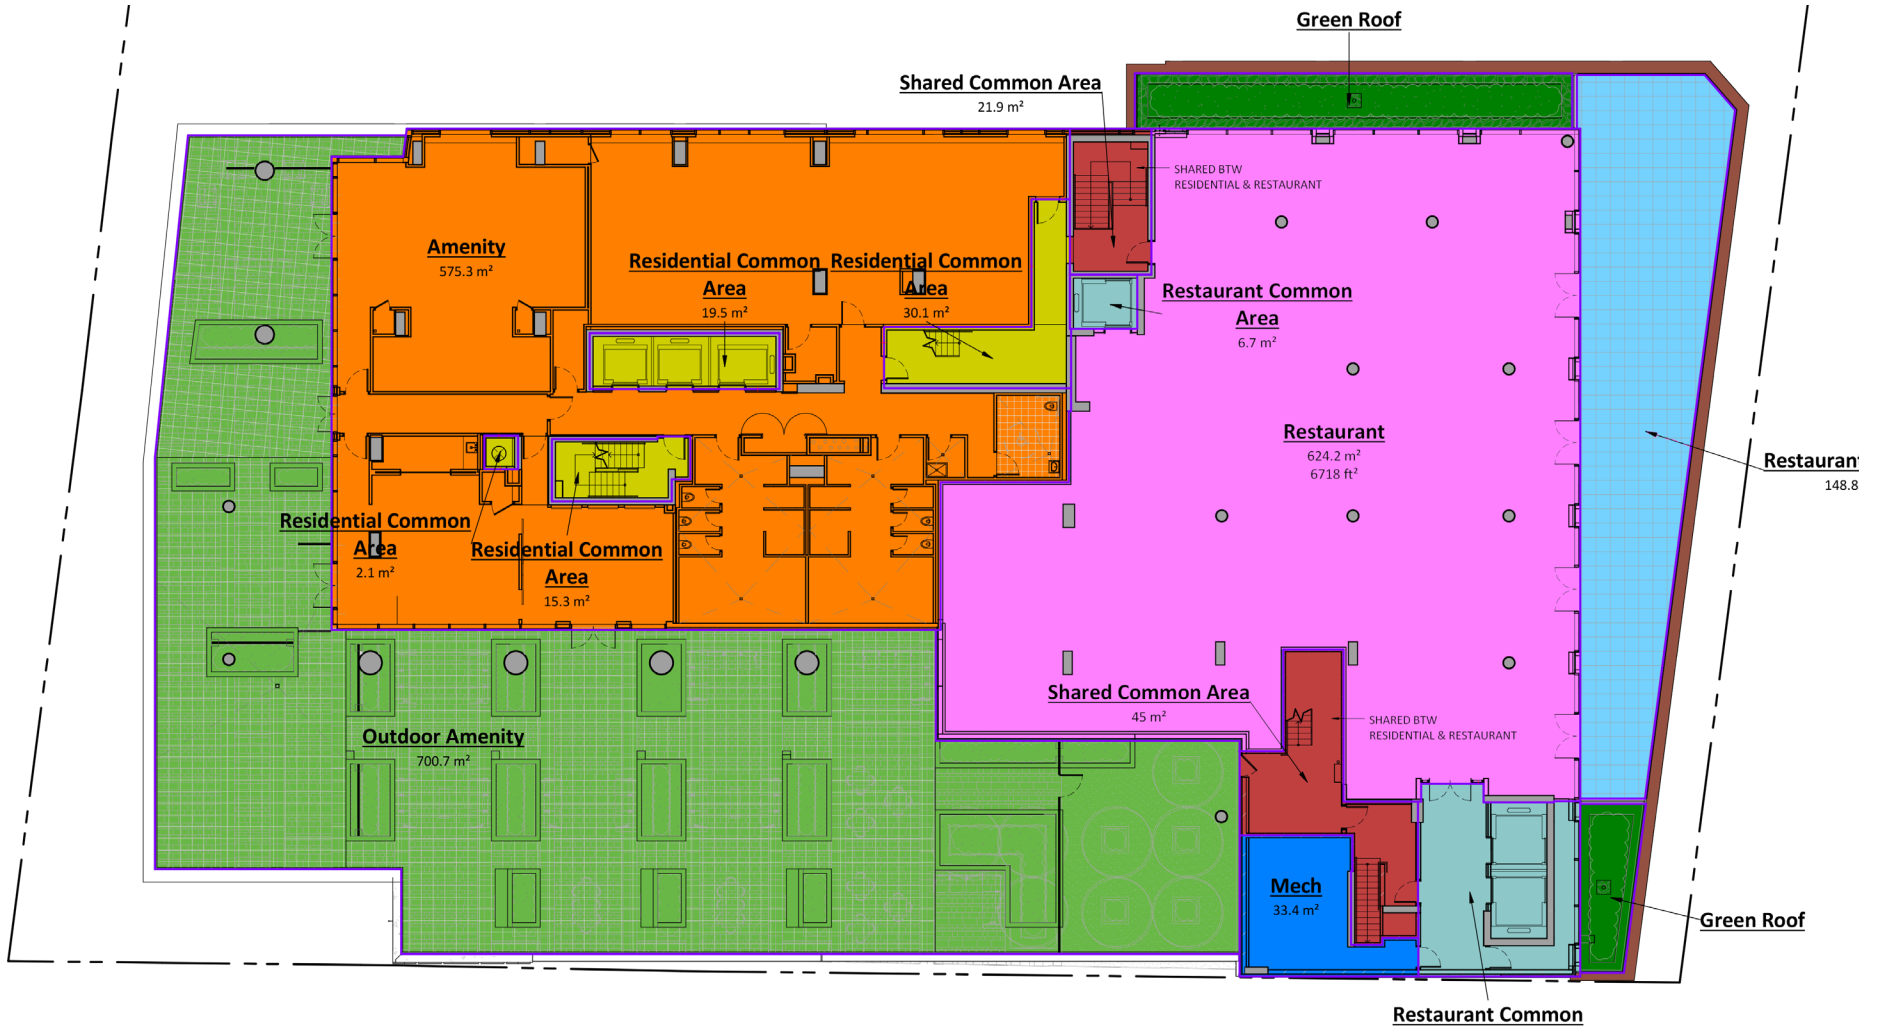 Green Roof
Shared Common Area
21.9 m²
SHARED BTW
RESIDENTIAL & RESTAURANT
Amenity
575.3 m²
Residential Common
Area
19.5 m²
Residential Common
Area
30.1 m²
Restaurant Common
Area
6.7 m²
Restaurant
624.2 m²
6718 ft²
Restaurant
148.8
Residential Common
Area
2.1 m²
Residential Common
Area
15.3 m²
Shared Common Area
45 m²
SHARED BTW
RESIDENTIAL & RESTAURANT
Outdoor Amenity
700.7 m²
Mech
33.4 m²
Green Roof
Restaurant Common